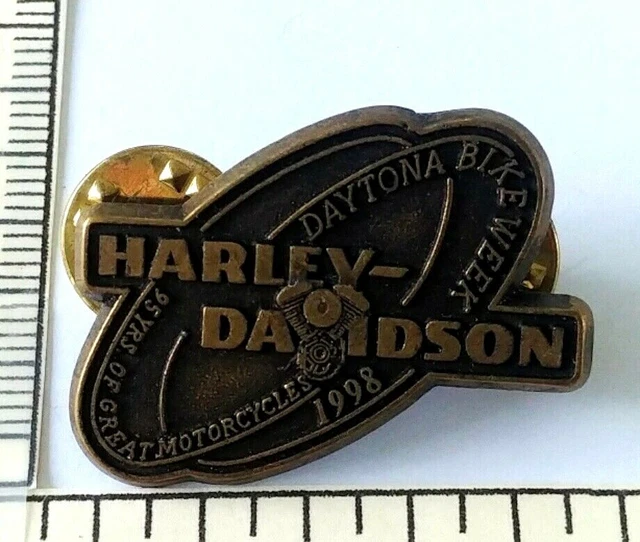 DAYTONA BIKE WEEK
HARLEY-
DAVIDSON
95 YRS OF GREAT MOTORCYCLES
1998